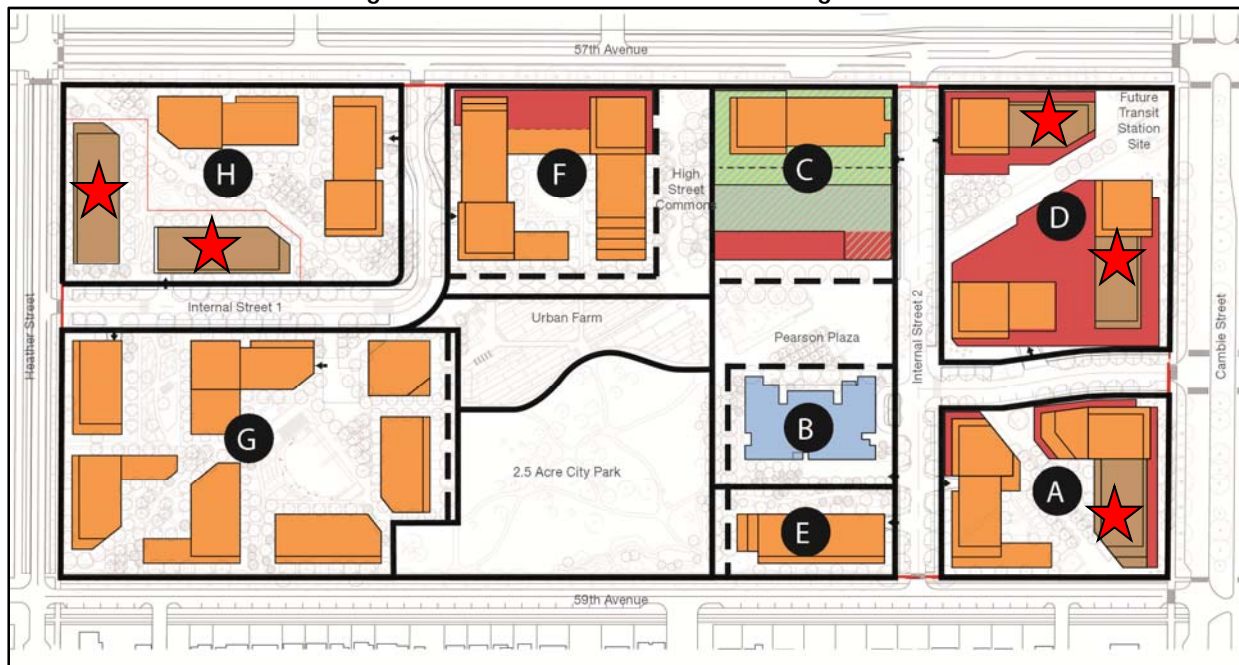 57th Avenue
Future
Transit
Station
Site
H
F
C
High
Street
Commons
D
Internal Street 1
Urban Farm
Pearson Plaza
Internal Street 2
Heather Street
Cambie Street
G
B
2.5 Acre City Park
A
E
59th Avenue